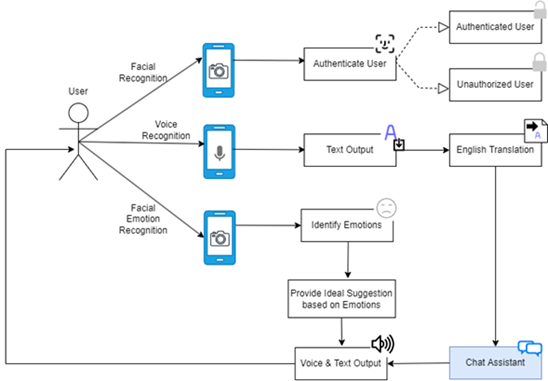 Facial
Recognition
Authenticate User
Authenticated User
Unauthorized User
User
Voice
Recognition
Text Output
A
English Translation
A
Facial
Emotion
Recognition
Identify Emotions
Provide Ideal Suggestion
based on Emotions
Voice & Text Output
Chat Assistant